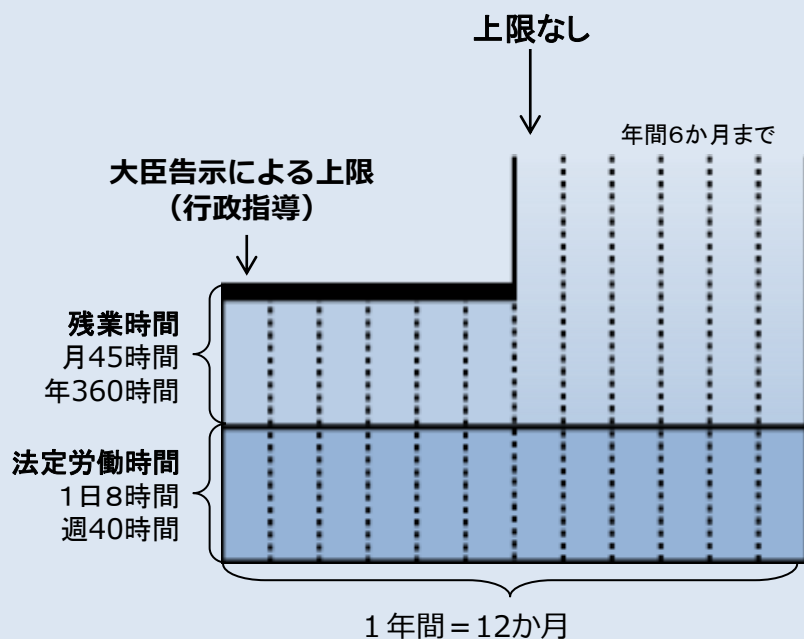 上限なし
年間6か月まで
大臣告示による上限
（行政指導）
残業時間
月45時間
年360時間
法定労働時間
１日８時間
週40時間
１年間＝12か月